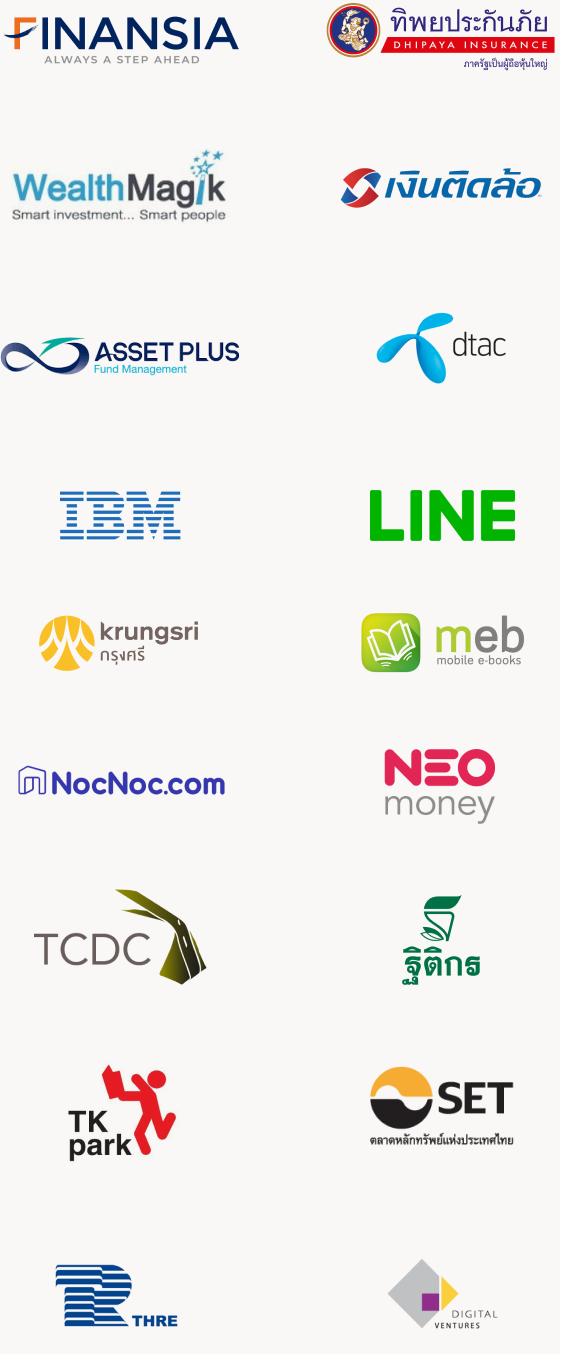 FINANSIA
ALWAYS A STEP AHEAD
ทิพยประกันภัย
DHIPAYA INSURANCE
ภาครัฐเป็นผู้ถือหุ้นใหญ่
WealthMagik
Smart investment... Smart people
เงินติดล้อ
ASSET PLUS
Fund Management
dtac
IBM
LINE
krungsri
กรุงศรี
meb
mobile e-books
NocNoc.com
NEO
money
TCDC
ฐิติกร
TK
park
SET
ตลาดหลักทรัพย์แห่งประเทศไทย
THRE
DIGITAL
VENTURES